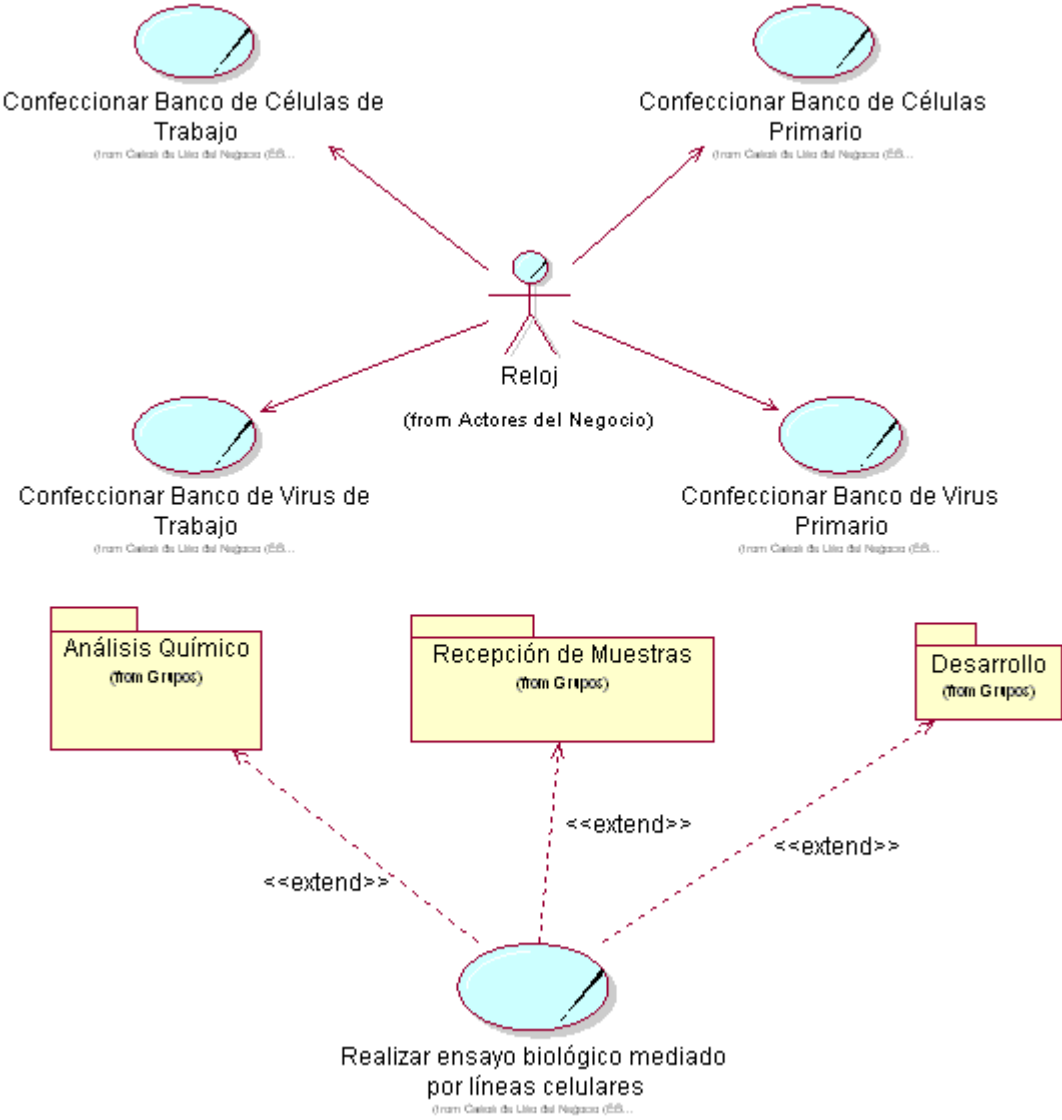 Confeccionar Banco de Células de
Trabajo
Confeccionar Banco de Células
Primario
Reloj
(from Actores del Negocio)
Confeccionar Banco de Virus de
Trabajo
Confeccionar Banco de Virus
Primario
Análisis Químico
(from Grupos)
Recepción de Muestras
(from Grupos)
Desarrollo
(from Grupos)
<<extend>>
<<extend>>
<<extend>>
Realizar ensayo biológico mediado
por líneas celulares